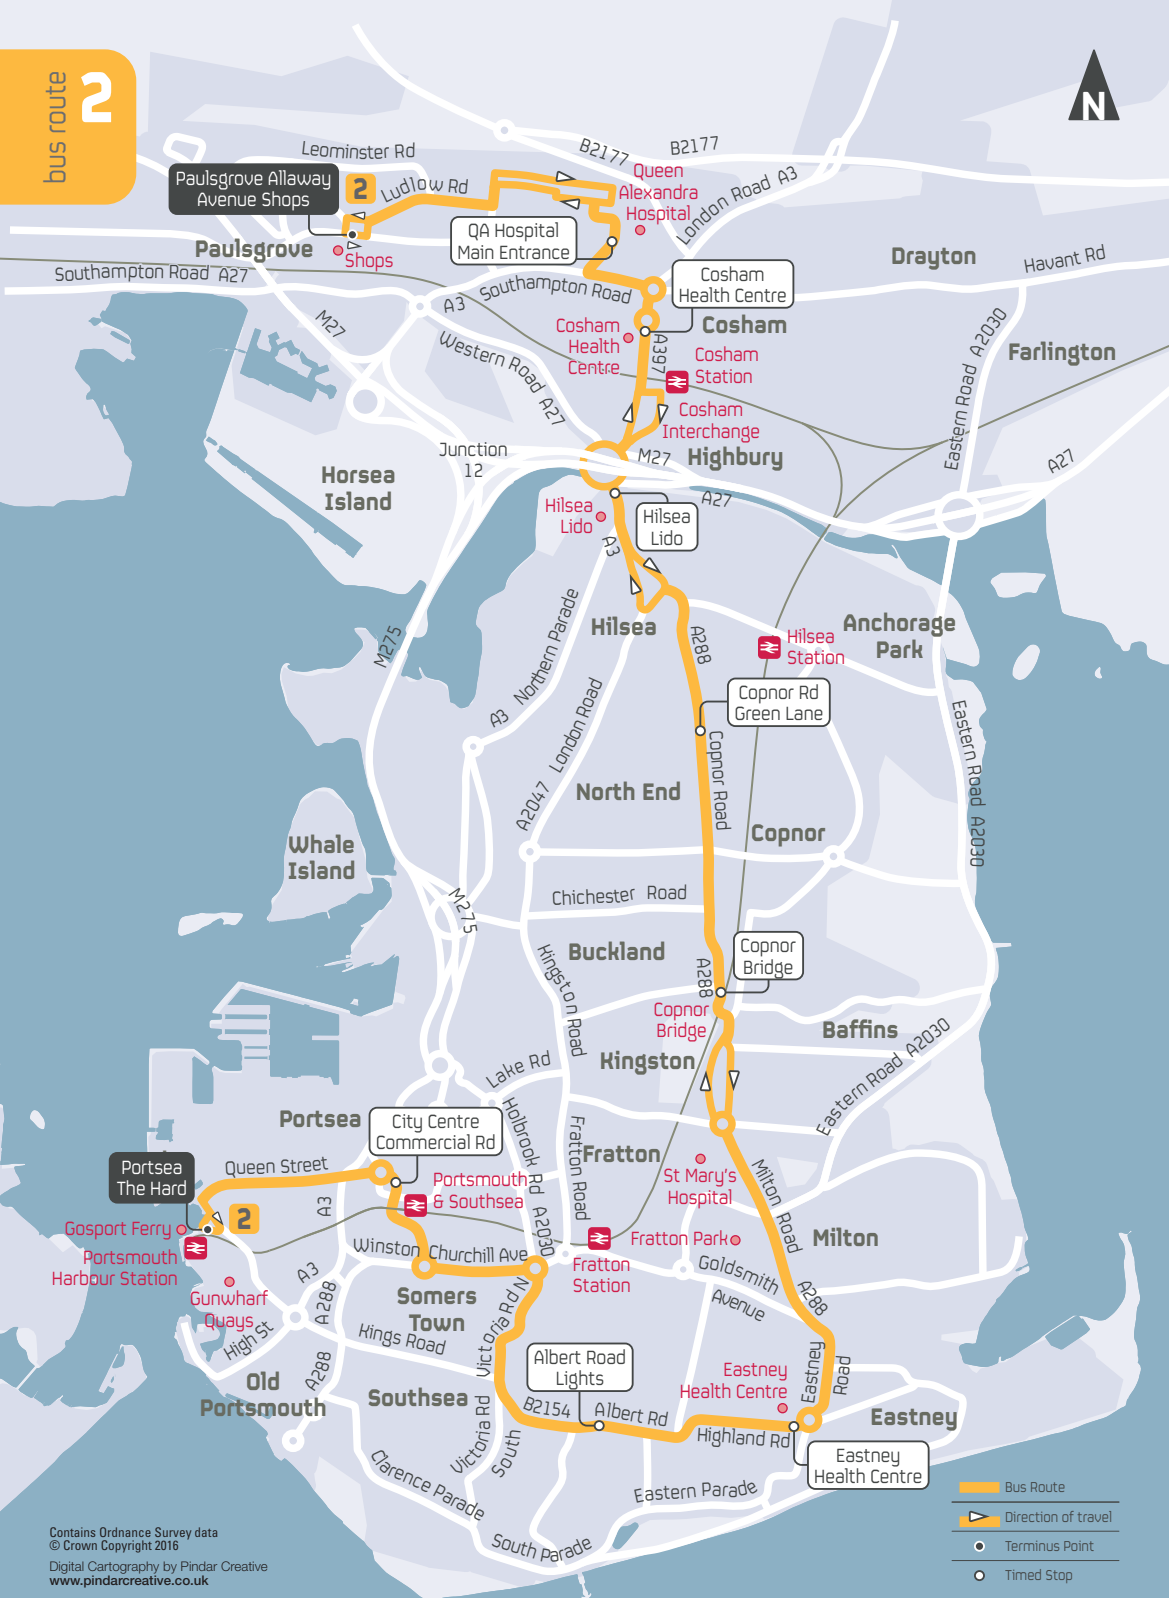 bus route
2
N
Leominster Rd
B2177
B2177
Paulsgrove Allaway
Avenue Shops
2
Ludlow Rd
Queen
Alexandra
Hospital
London Road A3
QA Hospital
Main Entrance
Paulsgrove
Shops
Drayton
Havant Rd
Southampton Road A27
A3
Southampton Road
Cosham
Health Centre
M27
Cosham
Health
Centre
Cosham
A397
Western Road A27
Cosham
Station
Eastern Road A2030
Farlington
Cosham
Interchange
Junction
12
M27
Highbury
A27
Horsea
Island
A27
Hilsea
Lido
Hilsea
Lido
A3
Hilsea
M275
A3 Northern Parade
A288
Hilsea
Station
Anchorage
Park
Copnor Rd
Green Lane
A2047 London Road
Copnor Road
Eastern Road A2030
North End
Copnor
Whale
Island
Chichester Road
M275
Buckland
Kingston Road
A288
Copnor
Bridge
Copnor
Bridge
Baffins
Kingston
Eastern Road A2030
Lake Rd
Portsea
City Centre
Commercial Rd
Holbrook Rd A2030
Fratton Road
Fratton
Portsea
The Hard
Queen Street
A3
Portsmouth
& Southsea
St Mary's
Hospital
Milton Road
2
Gosport Ferry
Portsmouth
Harbour Station
Winston Churchill Ave
Fratton
Station
Fratton Park
Milton
Goldsmith
Avenue
A288
Gunwharf
Quays
A3
A288
Somers
Town
Victoria Rd N
High St
Kings Road
A288
Old
Portsmouth
Southsea
Albert Road
Lights
Eastney
Health Centre
Eastney
Road
B2154
Albert Rd
Highland Rd
Eastney
Victoria Rd
South
Eastney
Health Centre
Clarence Parade
Eastern Parade
South Parade
Bus Route
Direction of travel
Terminus Point
Timed Stop
Contains Ordnance Survey data
© Crown Copyright 2016
Digital Cartography by Pindar Creative
www.pindarcreative.co.uk